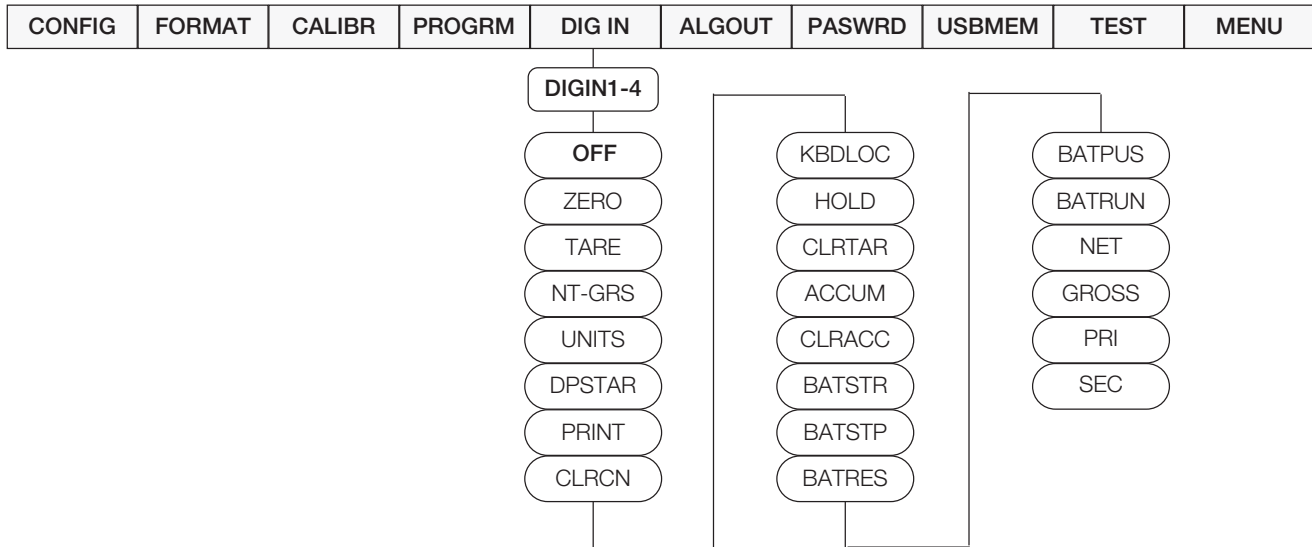 CONFIG FORMAT CALIBR PROGRM DIG IN ALGOUT PASWRD USBMEM TEST MENU
DIGIN1-4
OFF
ZERO
TARE
NT-GRS
UNITS
DPSTAR
PRINT
CLRCN
KBDLOC
HOLD
CLRTAR
ACCUM
CLRACC
BATSTR
BATSTP
BATRES
BATPUS
BATRUN
NET
GROSS
PRI
SEC